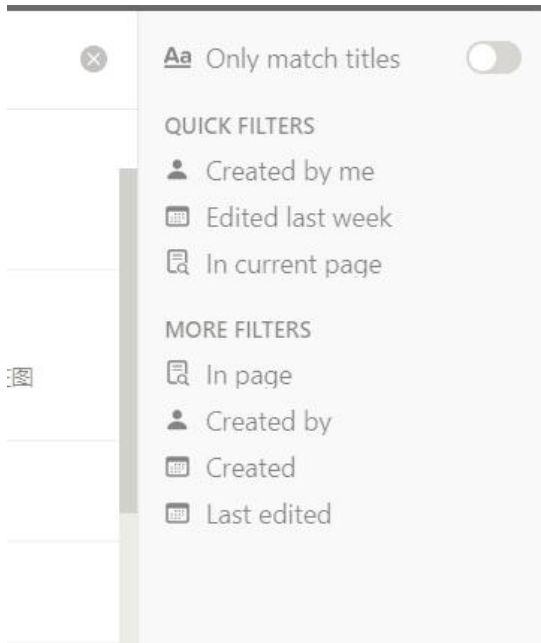 Aa Only match titles
QUICK FILTERS
Created by me
Edited last week
In current page
MORE FILTERS
In page
图
Created by
Created
Last edited